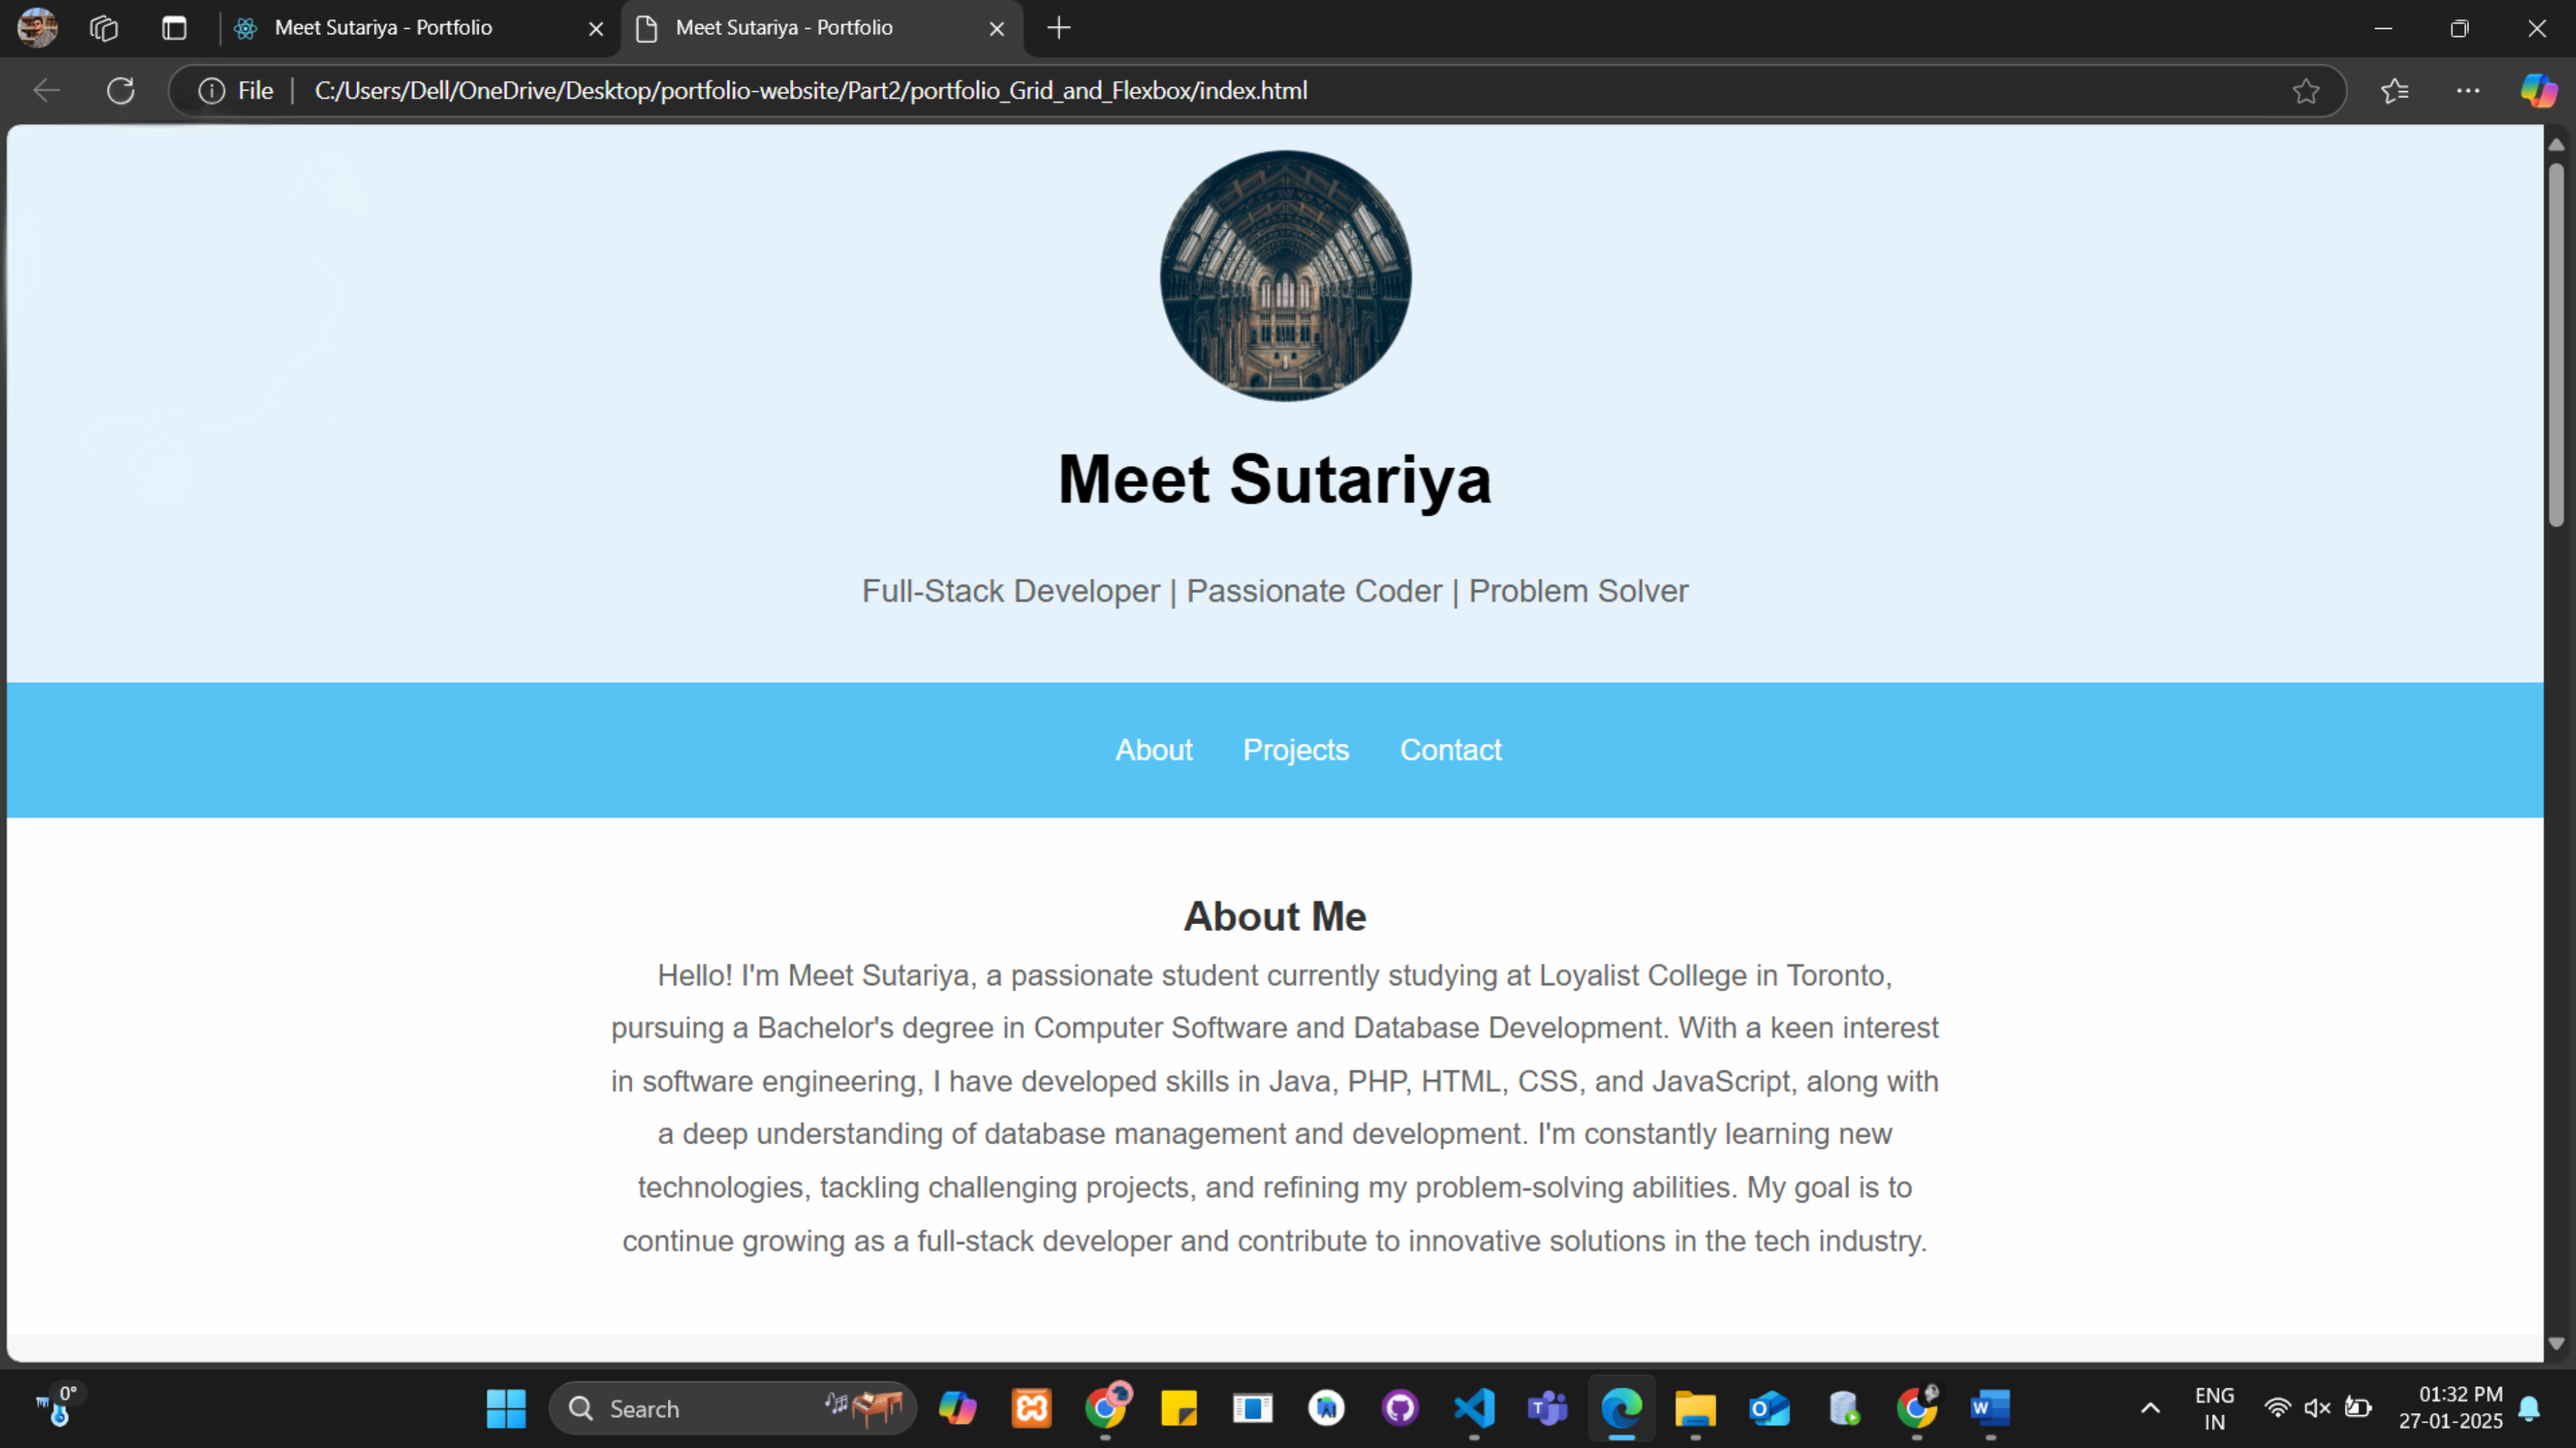 Meet Sutariya - Portfolio
Meet Sutariya - Portfolio
File | C:/Users/Dell/OneDrive/Desktop/portfolio-website/Part2/portfolio_Grid_and_Flexbox/index.html
Meet Sutariya
Full-Stack Developer | Passionate Coder | Problem Solver
About Projects Contact
About Me
Hello! I'm Meet Sutariya, a passionate student currently studying at Loyalist College in Toronto,
pursuing a Bachelor's degree in Computer Software and Database Development. With a keen interest
in software engineering, I have developed skills in Java, PHP, HTML, CSS, and JavaScript, along with
a deep understanding of database management and development. I'm constantly learning new
technologies, tackling challenging projects, and refining my problem-solving abilities. My goal is to
continue growing as a full-stack developer and contribute to innovative solutions in the tech industry.
0°
Search
ENG
IN
01:32 PM
27-01-2025